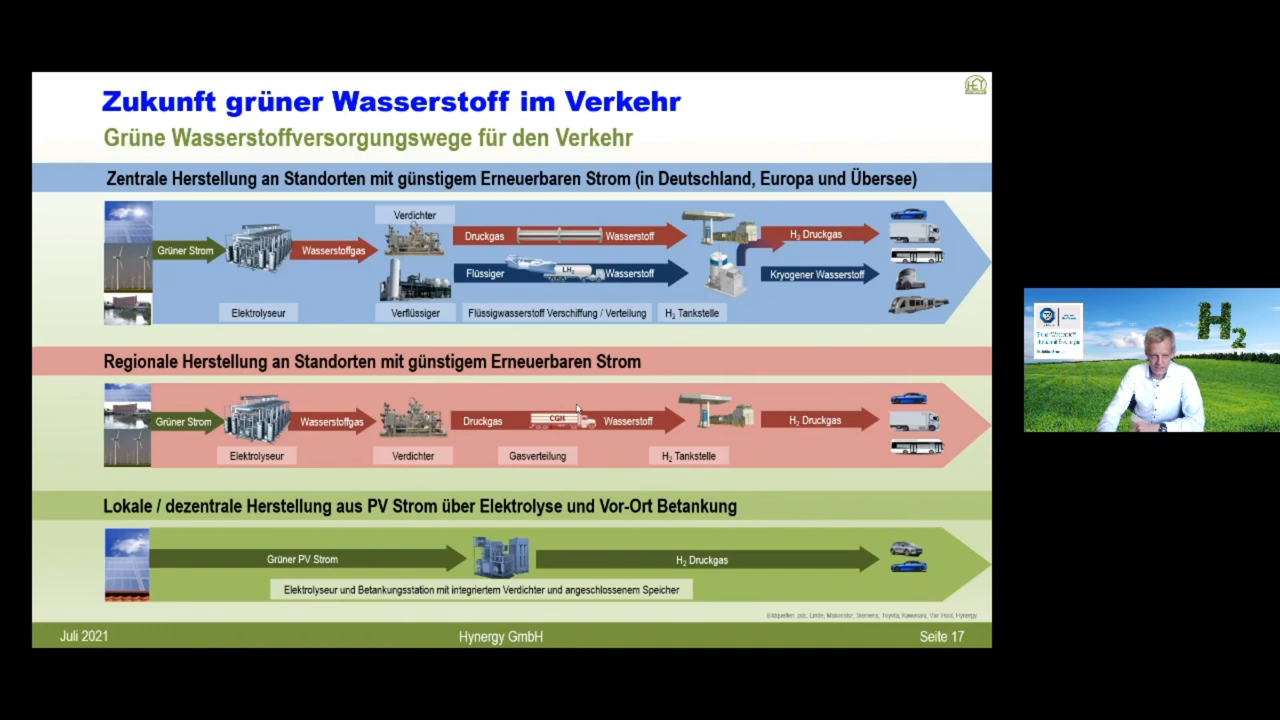 Zukunft grüner Wasserstoff im Verkehr
Grüne Wasserstoffversorgungswege für den Verkehr
Zentrale Herstellung an Standorten mit günstigem Erneuerbaren Strom (in Deutschland, Europa und Übersee)
Verdichter
Grüner Strom
Wasserstoffgas
Druckgas
Wasserstoff
H₂ Druckgas
Flüssiger
LH₂
Wasserstoff
Kryogener Wasserstoff
Elektrolyseur
Verflüssiger
Flüssigwasserstoff Verschiffung / Verteilung
H₂ Tankstelle
Regionale Herstellung an Standorten mit günstigem Erneuerbaren Strom
Grüner Strom
Wasserstoffgas
Druckgas
CGH
Wasserstoff
H₂ Druckgas
Elektrolyseur
Verdichter
Gasverteilung
H₂ Tankstelle
Lokale / dezentrale Herstellung aus PV Strom über Elektrolyse und Vor-Ort Betankung
Grüner PV Strom
H₂ Druckgas
Elektrolyseur und Betankungsstation mit integriertem Verdichter und angeschlossenem Speicher
Juli 2021
Hynergy GmbH
Seite 17
H₂